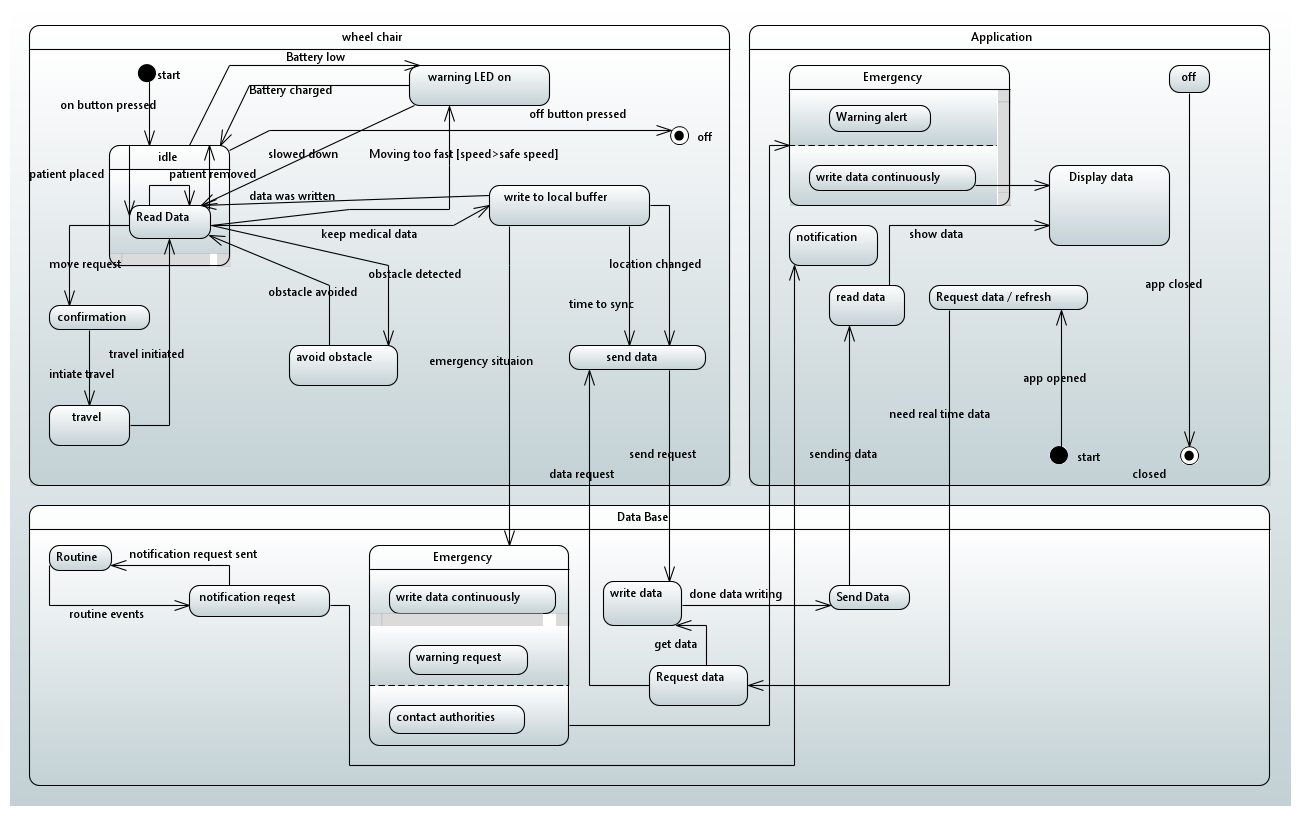 wheel chair
start
on button pressed
Battery low
Battery charged
warning LED on
off button pressed
off
idle
patient placed
patient removed
slowed down
Moving too fast [speed>safe speed]
data was written
Read Data
write to local buffer
keep medical data
move request
obstacle detected
obstacle avoided
location changed
time to sync
confirmation
travel initiated
intiate travel
avoid obstacle
emergency situaion
send data
travel
send request
data request
Application
Emergency
off
Warning alert
write data continuously
Display data
notification
show data
read data
Request data / refresh
app closed
app opened
need real time data
sending data
start
closed
Data Base
Routine
notification request sent
notification reqest
routine events
Emergency
write data continuously
warning request
contact authorities
write data
done data writing
Send Data
get data
Request data